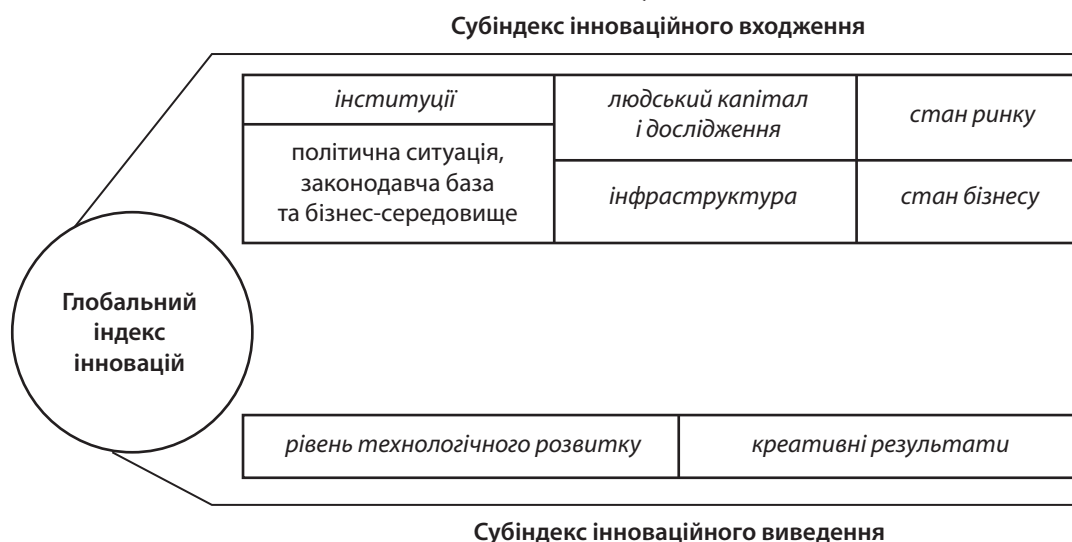 Субіндекс інноваційного входження
інституції
політична ситуація,
законодавча база
та бізнес-середовище
людський капітал
і дослідження
інфраструктура
стан ринку
стан бізнесу
Глобальний
індекс
інновацій
рівень технологічного розвитку
креативні результати
Субіндекс інноваційного виведення